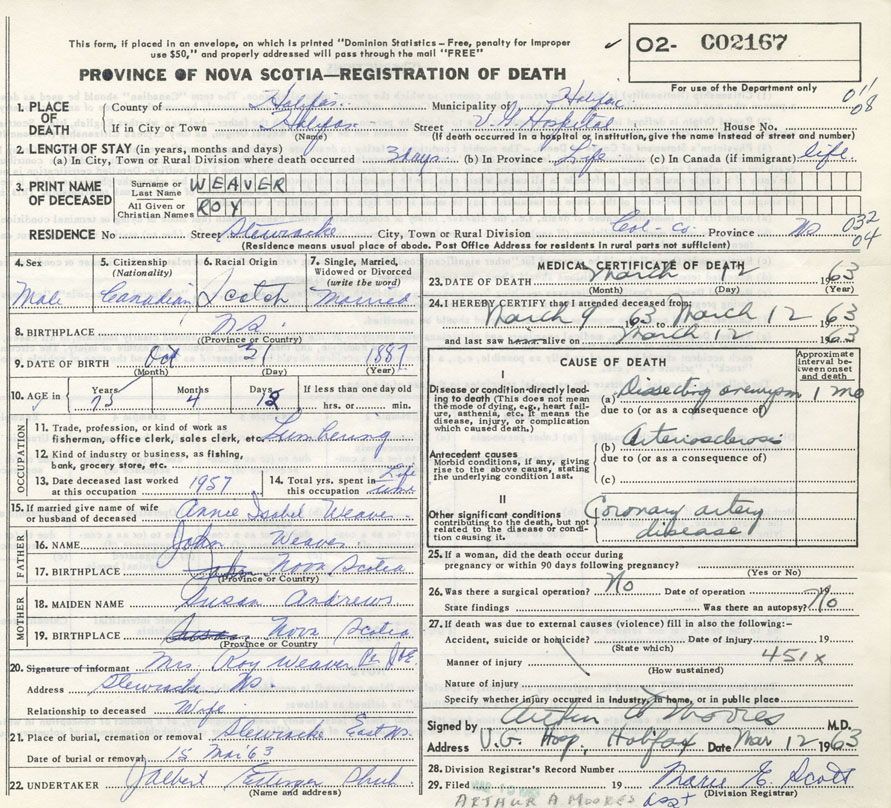 This form, if placed in an envelope, on which is printed "Dominion Statistics – Free, penalty for improper
use $50," and properly addressed will pass through the mail "FREE"
✓ O2- C02167
PROVINCE OF NOVA SCOTIA—REGISTRATION OF DEATH
For use of the Department only
1. PLACE OF DEATH County of Halifax Municipality of Halifax 011
If in City or Town Halifax (Name) Street V.G. Hospital House No. 08
(If death occurred in a hospital or institution, give the name instead of street and number)
2. LENGTH OF STAY (in years, months and days)
(a) In City, Town or Rural Division where death occurred 3 days (b) In Province Life (c) In Canada (if immigrant) life
3. PRINT NAME OF DECEASED Surname or Last Name WEAVER
All Given or Christian Names ROY
RESIDENCE No Street Stewiacke City, Town or Rural Division Col- Co. Province NS 032
(Residence means usual place of abode. Post Office Address for residents in rural parts not sufficient) 04
4. Sex Male
5. Citizenship (Nationality) Canadian
6. Racial Origin Scotch
7. Single, Married, Widowed or Divorced (write the word) Married
8. BIRTHPLACE N.S. (Province or Country)
9. DATE OF BIRTH Oct (Month) 31 (Day) (Year)
10. AGE in Years 75 Months 4 Days 12 If less than one day old hrs. or min.
OCCUPATION
11. Trade, profession, or kind of work as fisherman, office clerk, sales clerk, etc. Lumbering
12. Kind of industry or business, as fishing, bank, grocery store, etc.
13. Date deceased last worked at this occupation 1957
14. Total yrs. spent in this occupation Life time
15. If married give name of wife or husband of deceased Annie Isabel Weaver
FATHER
16. NAME John Weaver
17. BIRTHPLACE Nova Scotia (Province or Country)
MOTHER
18. MAIDEN NAME Susan Andrews
19. BIRTHPLACE Nova Scotia (Province or Country)
20. Signature of informant Mrs. Roy Weaver
Address Stewiacke N.S.
Relationship to deceased Wife
21. Place of burial, cremation or removal Stewiacke East N.S.
Date of burial or removal 15 Mar 63
22. UNDERTAKER (Name and address)
MEDICAL CERTIFICATE OF DEATH
23. DATE OF DEATH March (Month) 12 (Day) 1963 (Year)
24. I HEREBY CERTIFY that I attended deceased from:
March 9 1963 to March 12 1963
and last saw him alive on March 12 1963
CAUSE OF DEATH
Approximate interval between onset and death
I
Disease or condition directly leading to death (This does not mean the mode of dying, e.g., heart failure, asthenia, etc. It means the disease, injury, or complication which caused death.)
(a) Dissecting aneurysm 1 mo
due to (or as a consequence of)
Antecedent causes
Morbid conditions, if any, giving rise to the above cause, stating the underlying condition last.
(b) Arteriosclerosis
due to (or as a consequence of)
(c)
II
Other significant conditions contributing to the death, but not related to the disease or condition causing it.
Coronary artery
disease
25. If a woman, did the death occur during pregnancy or within 90 days following pregnancy? (Yes or No)
26. Was there a surgical operation? No Date of operation 19
State findings Was there an autopsy? No
27. If death was due to external causes (violence) fill in also the following:–
Accident, suicide or homicide? (State which) Date of injury 19
Manner of injury (How sustained) 451x
Nature of injury
Specify whether injury occurred in industry, in home, or in public place
Signed by Arthur A Moores M.D.
Address V.G. Hosp, Halifax Date Mar 12 1963
28. Division Registrar's Record Number
29. Filed 19 Marie E. Scott
(Division Registrar)
ARTHUR A MOORES asst